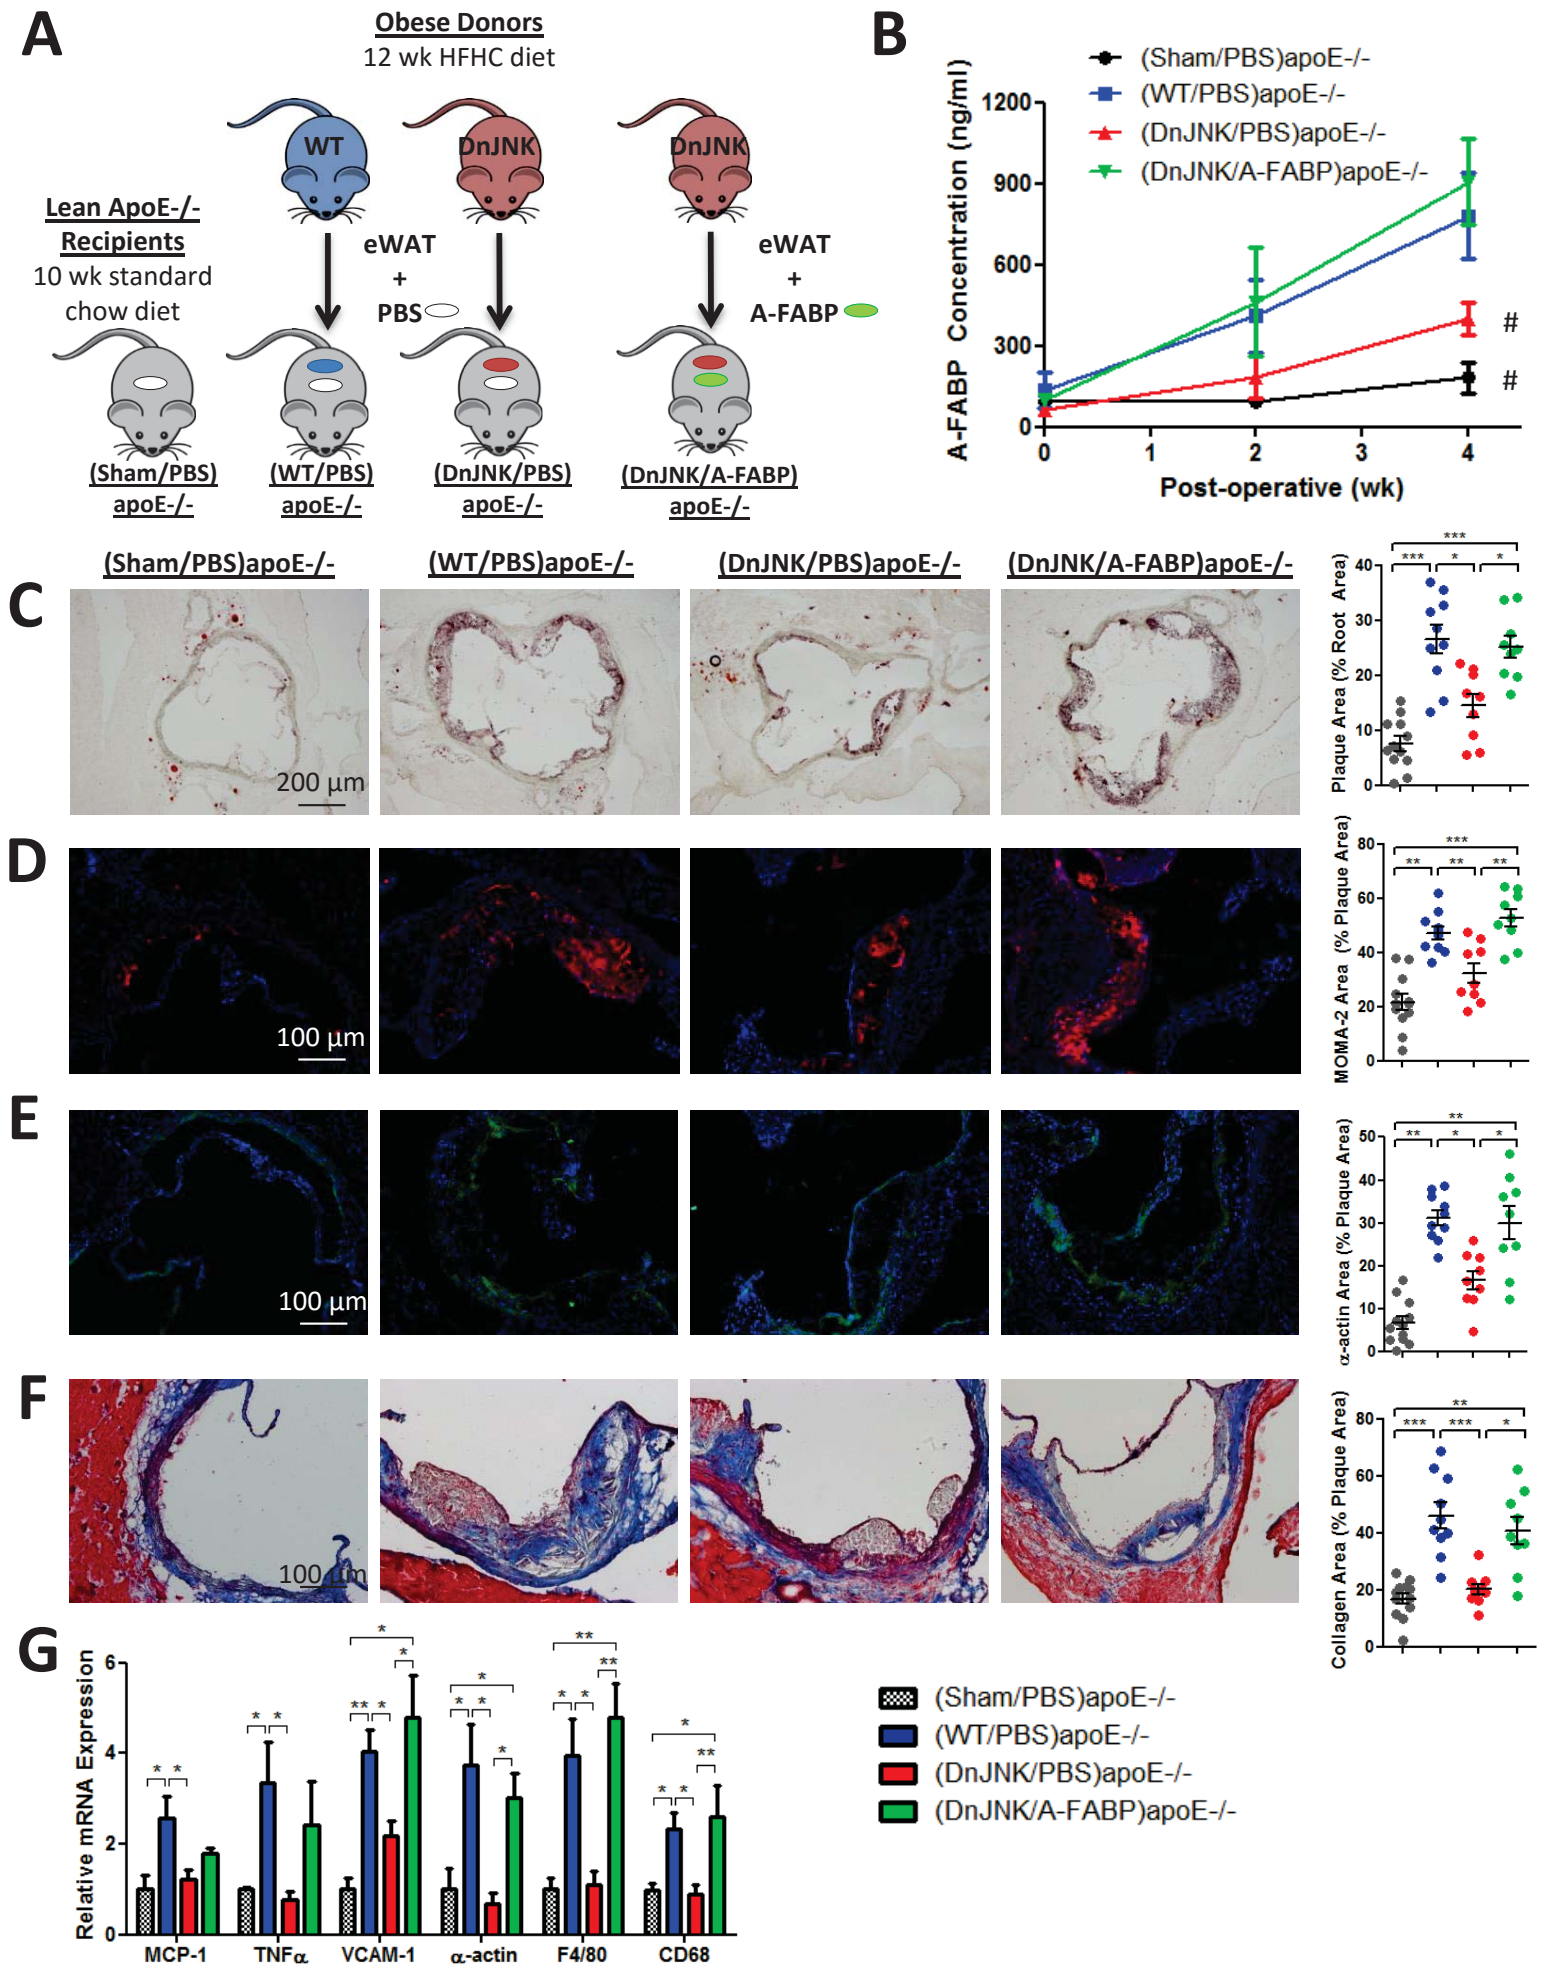 A
Obese Donors
12 wk HFHC diet
WT
DnJNK
DnJNK
Lean ApoE-/-
Recipients
10 wk standard
chow diet
eWAT
+
PBS
eWAT
+
A-FABP
(Sham/PBS)
apoE-/-
(WT/PBS)
apoE-/-
(DnJNK/PBS)
apoE-/-
(DnJNK/A-FABP)
apoE-/-
B
(Sham/PBS)apoE-/-
(WT/PBS)apoE-/-
(DnJNK/PBS)apoE-/-
(DnJNK/A-FABP)apoE-/-
A-FABP Concentration (ng/ml)
1200
900
600
300
0
#
#
0 1 2 3 4
Post-operative (wk)
(Sham/PBS)apoE-/-
(WT/PBS)apoE-/-
(DnJNK/PBS)apoE-/-
(DnJNK/A-FABP)apoE-/-
C
200 µm
Plaque Area (% Root Area)
***
*** * *
40
30
20
10
0
D
100 µm
MOMA-2 Area (% Plaque Area)
***
** ** **
80
60
40
20
0
E
100 µm
α-actin Area (% Plaque Area)
**
** * *
50
40
30
20
10
0
F
100 µm
Collagen Area (% Plaque Area)
**
*** *** *
80
60
40
20
0
G
Relative mRNA Expression
6
4
2
0
* *
* *
*
*
** *
*
* *
*
**
**
* *
*
**
* *
MCP-1 TNFα VCAM-1 α-actin F4/80 CD68
(Sham/PBS)apoE-/-
(WT/PBS)apoE-/-
(DnJNK/PBS)apoE-/-
(DnJNK/A-FABP)apoE-/-